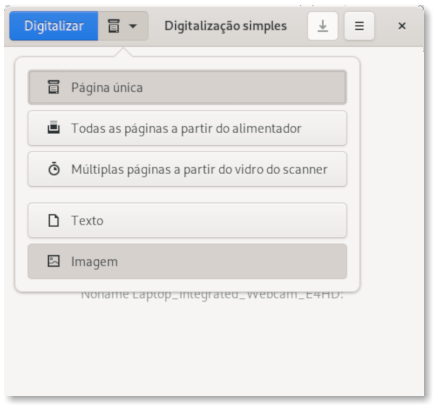 Digitalizar Digitalização simples
Página única
Todas as páginas a partir do alimentador
Múltiplas páginas a partir do vidro do scanner
Texto
Imagem
Noname Laptop_Integrated_Webcam_E4HD.